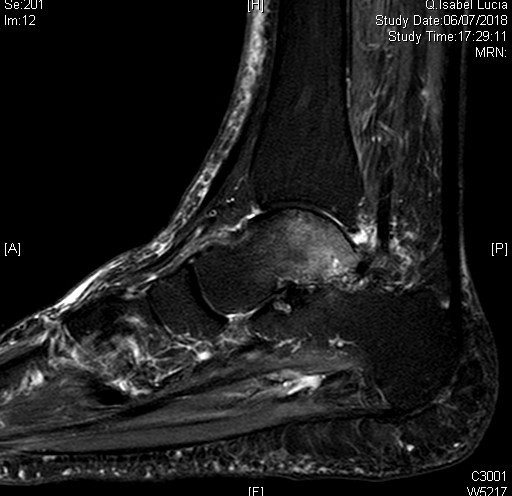 Se:201
[H]
Q.Isabel Lucia
Im:12
Study Date:06/07/2018
Study Time:17:29:11
MRN:
[A]
[P]
C3001
[F]
W5217